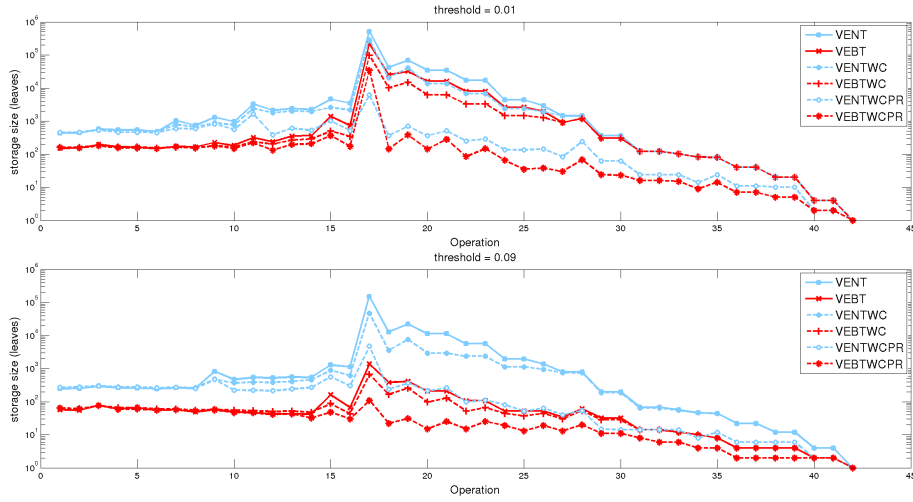 threshold = 0.01
storage size (leaves)
10^6
10^5
10^4
10^3
10^2
10^1
10^0
0 5 10 15 20 25 30 35 40 45
Operation
VENT
VEBT
VENTWC
VEBTWC
VENTWCPR
VEBTWCPR
threshold = 0.09
storage size (leaves)
10^6
10^5
10^4
10^3
10^2
10^1
10^0
0 5 10 15 20 25 30 35 40 45
Operation
VENT
VEBT
VENTWC
VEBTWC
VENTWCPR
VEBTWCPR